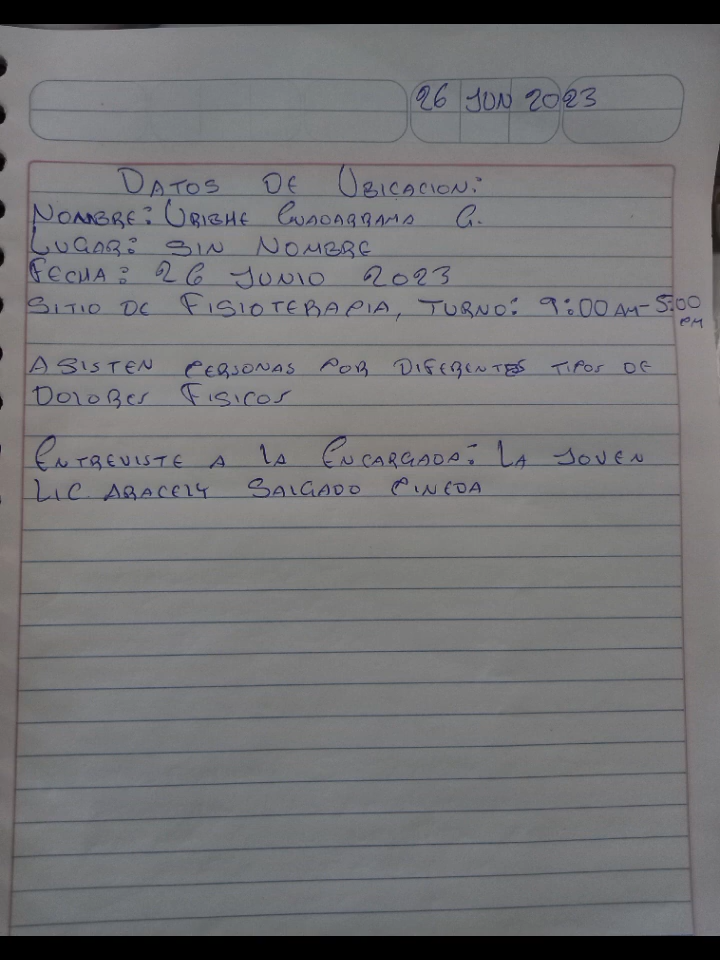 26 JUN 2023
DATOS DE UBICACION:
NOMBRE: URIBHE GUADARRAMA G.
LUGAR: SIN NOMBRE
FECHA: 26 JUNIO 2023
SITIO DE FISIOTERAPIA, TURNO: 9:00 AM - 5:00 PM
ASISTEN PERSONAS POR DIFERENTES TIPOS DE
DOLORES FISICOS
ENTREVISTE A LA ENCARGADA: LA JOVEN
LIC. ARACELY SALGADO PINEDA